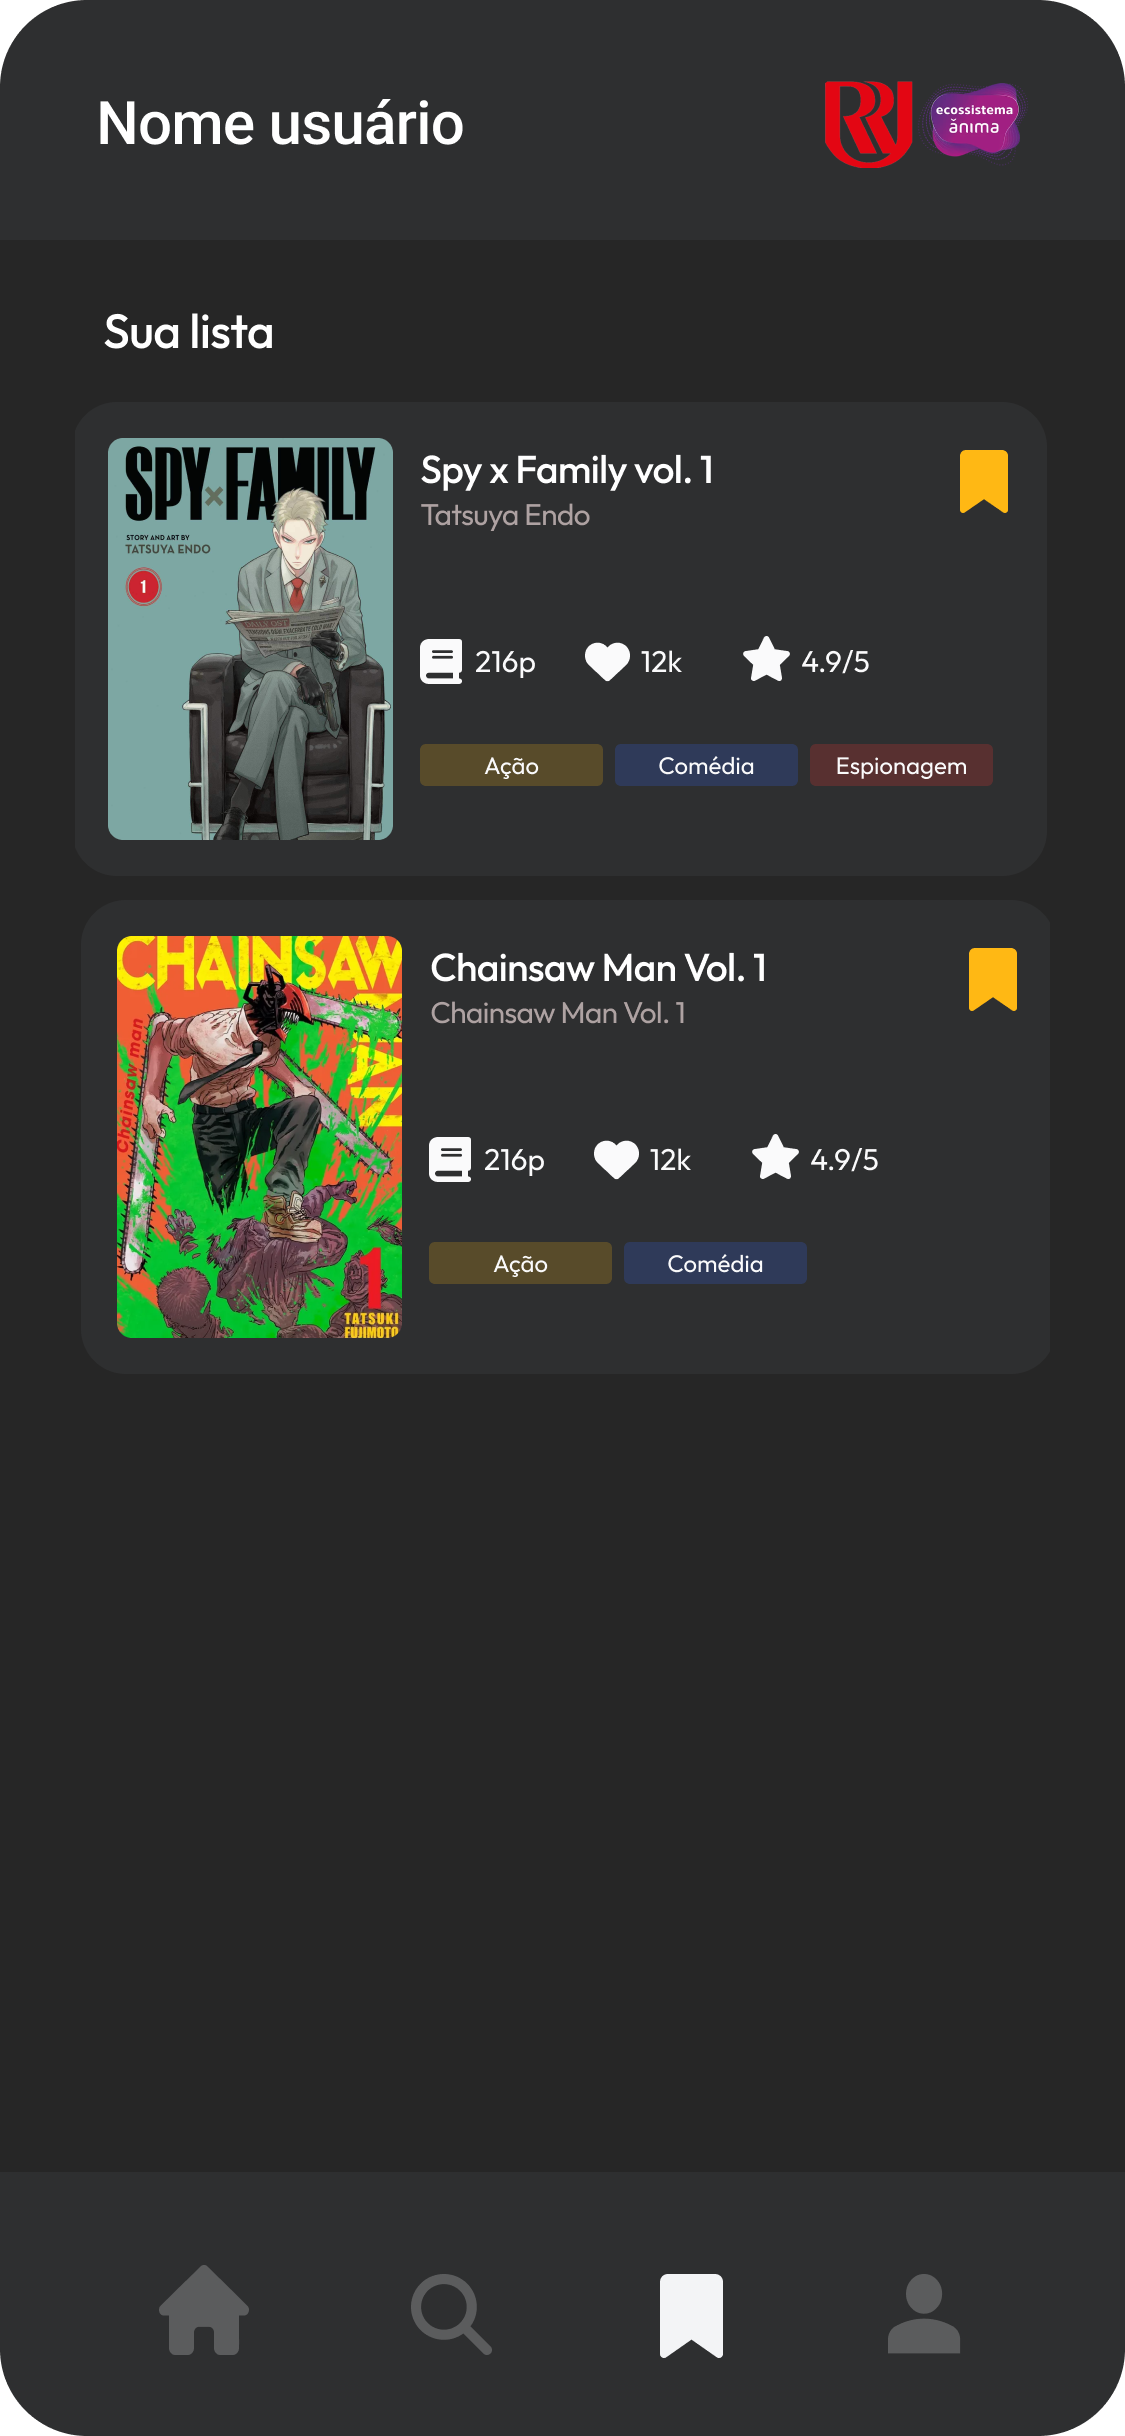 Nome usuário
ecossistema
ănıma
Sua lista
SPY×FAMILY
STORY AND ART BY
TATSUYA ENDO
1
Spy x Family vol. 1
Tatsuya Endo
216p
12k
4.9/5
Ação
Comédia
Espionagem
CHAINSAW
MAN
Chainsaw man
1
TATSUKI
FUJIMOTO
Chainsaw Man Vol. 1
Chainsaw Man Vol. 1
216p
12k
4.9/5
Ação
Comédia